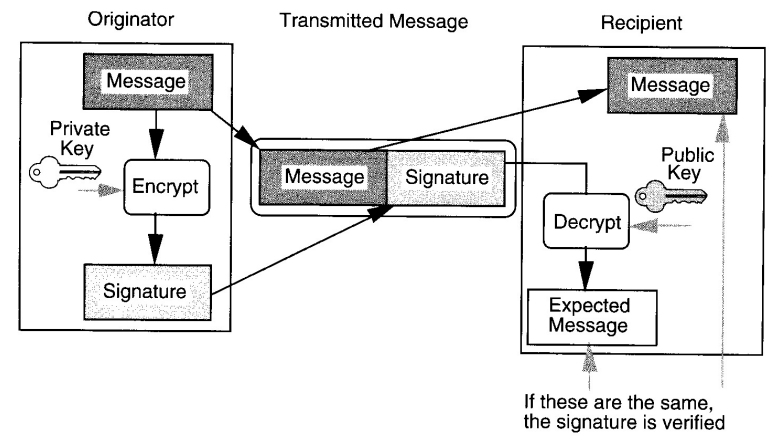 Originator
Transmitted Message
Recipient
Message
Private
Key
Encrypt
Signature
Message
Signature
Message
Public
Key
Decrypt
Expected
Message
If these are the same,
the signature is verified